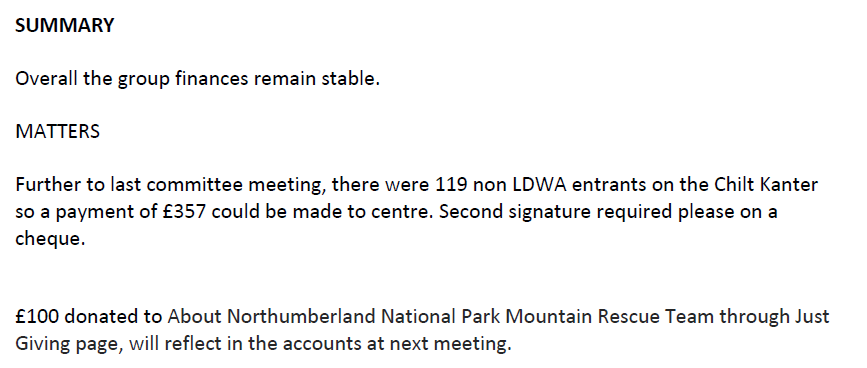 SUMMARY
Overall the group finances remain stable.
MATTERS
Further to last committee meeting, there were 119 non LDWA entrants on the Chilt Kanter
so a payment of £357 could be made to centre. Second signature required please on a
cheque.
£100 donated to About Northumberland National Park Mountain Rescue Team through Just
Giving page, will reflect in the accounts at next meeting.